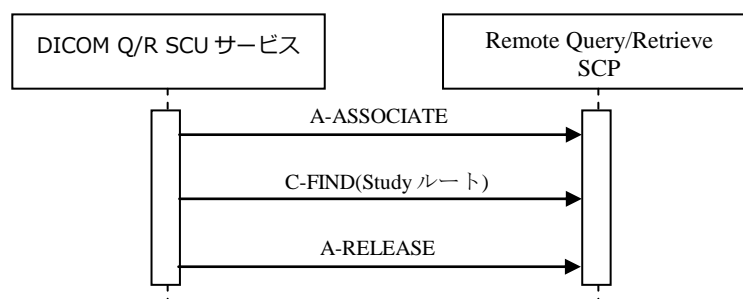 DICOM Q/R SCU サービス
Remote Query/Retrieve
SCP
A-ASSOCIATE
C-FIND(Study ルート)
A-RELEASE